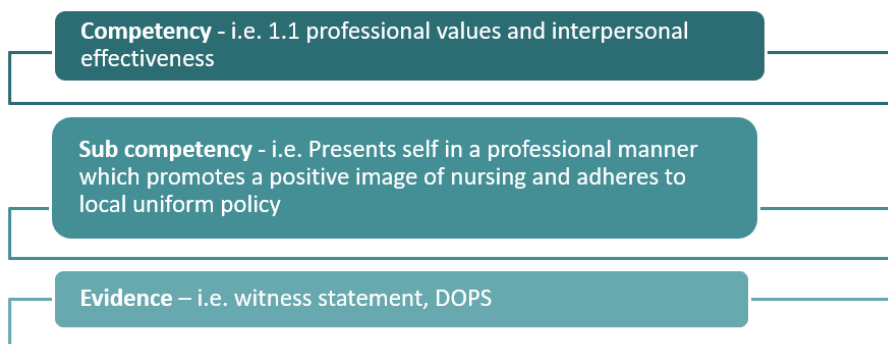 Competency - i.e. 1.1 professional values and interpersonal
effectiveness
Sub competency - i.e. Presents self in a professional manner
which promotes a positive image of nursing and adheres to
local uniform policy
Evidence – i.e. witness statement, DOPS